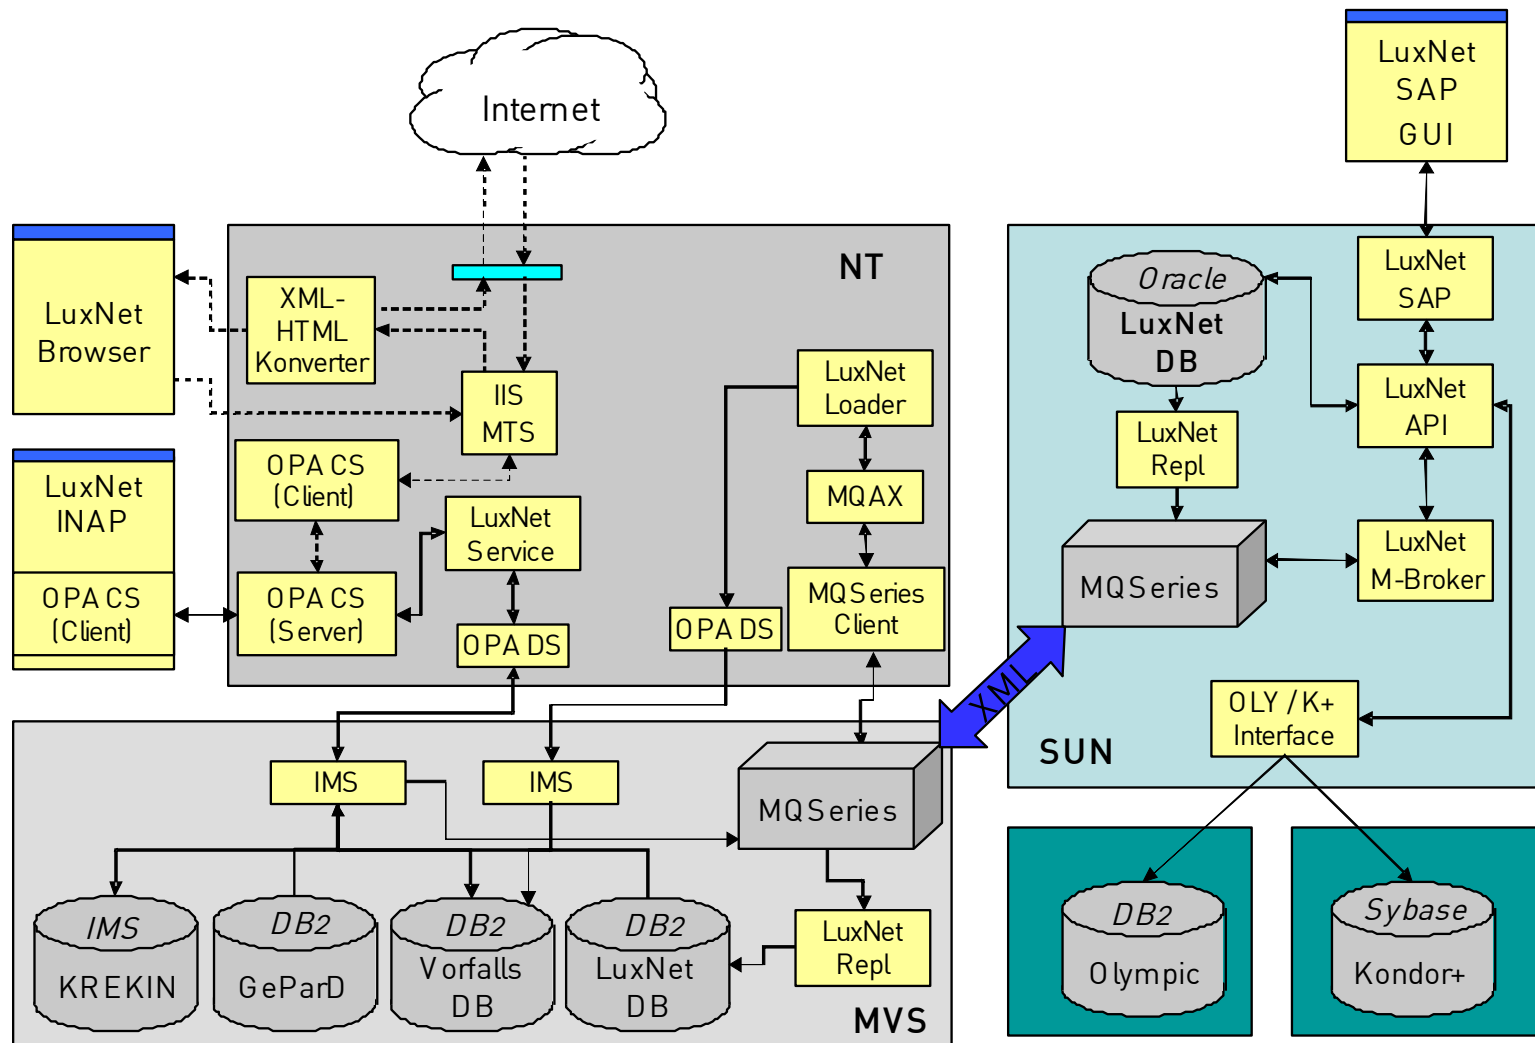 Internet
LuxNet
SAP
GUI
NT
LuxNet
Browser
XML-
HTML
Konverter
IIS
MTS
LuxNet
Loader
Oracle
LuxNet
DB
LuxNet
SAP
LuxNet
API
LuxNet
Repl
LuxNet
INAP
OPA CS
(Client)
OPA CS
(Client)
OPA CS
(Server)
LuxNet
Service
OPA DS
MQAX
MQSeries
Client
OPA DS
MQSeries
LuxNet
M-Broker
XML
OLY / K+
Interface
SUN
IMS
IMS
MQSeries
IMS
KREKIN
DB2
GeParD
DB2
Vorfalls
DB
DB2
LuxNet
DB
LuxNet
Repl
MVS
DB2
Olympic
Sybase
Kondor+